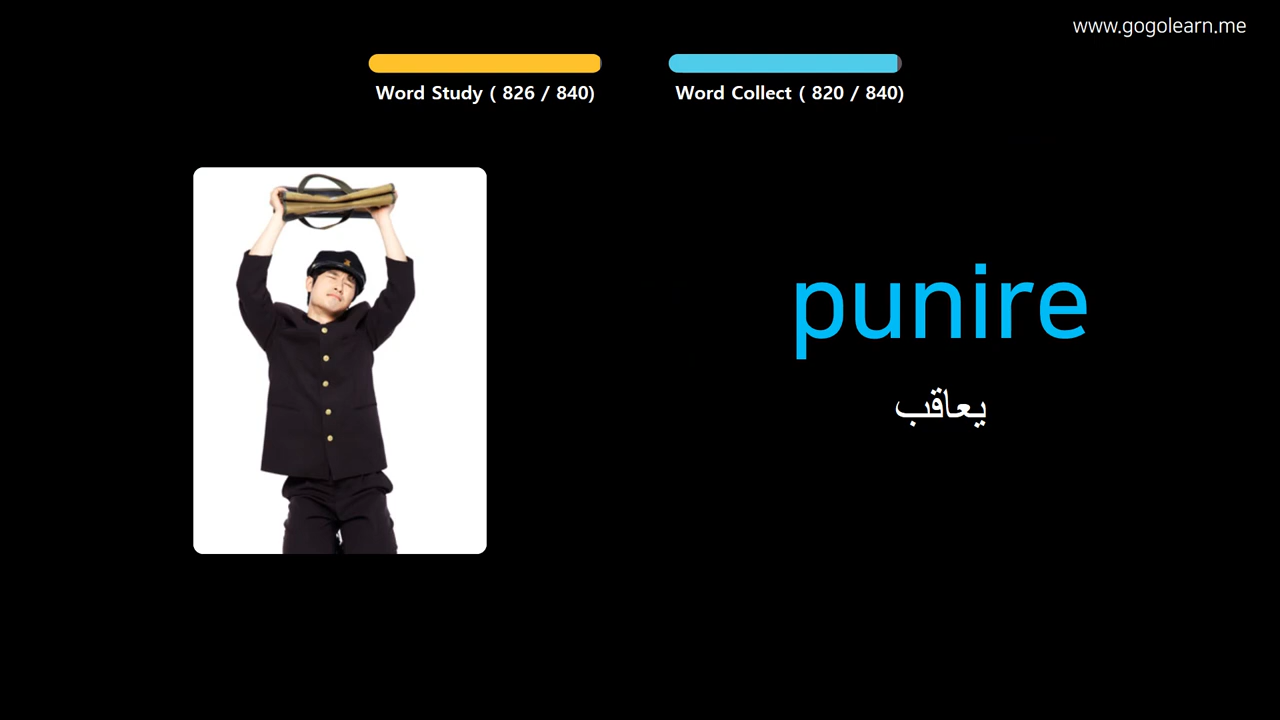 www.gogolearn.me
Word Study ( 826 / 840)
Word Collect ( 820 / 840)
punire
يعاقب